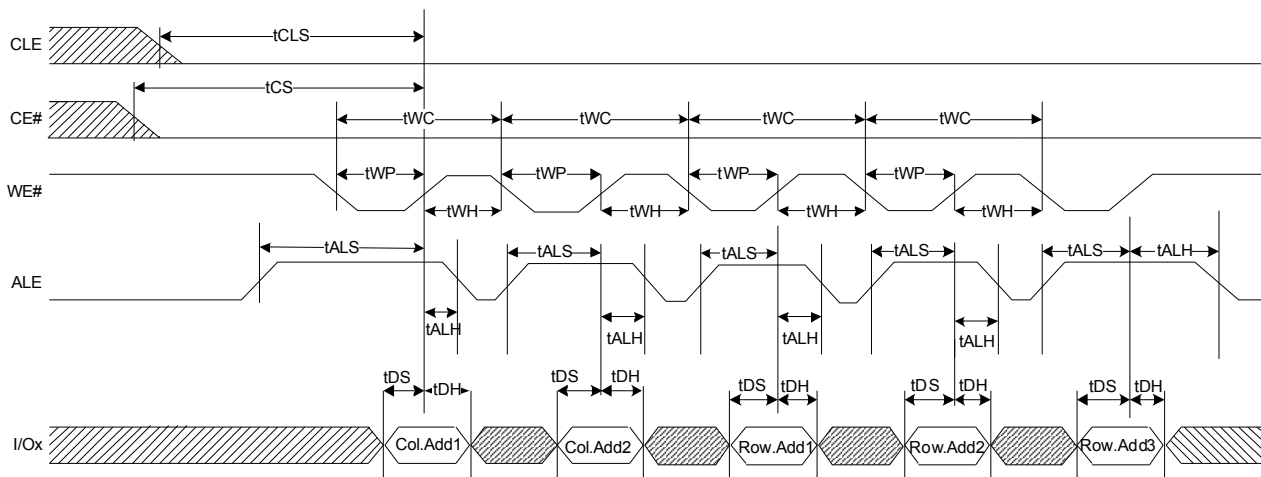 CLE
tCLS
CE#
tCS
tWC tWC tWC tWC
WE#
tWP tWP tWP tWP
tWH tWH tWH tWH
ALE
tALS tALS tALS tALS tALS tALH
tALH tALH tALH tALH
tDS tDH tDS tDH tDS tDH tDS tDH tDS tDH
I/Ox
Col.Add1 Col.Add2 Row.Add1 Row.Add2 Row.Add3